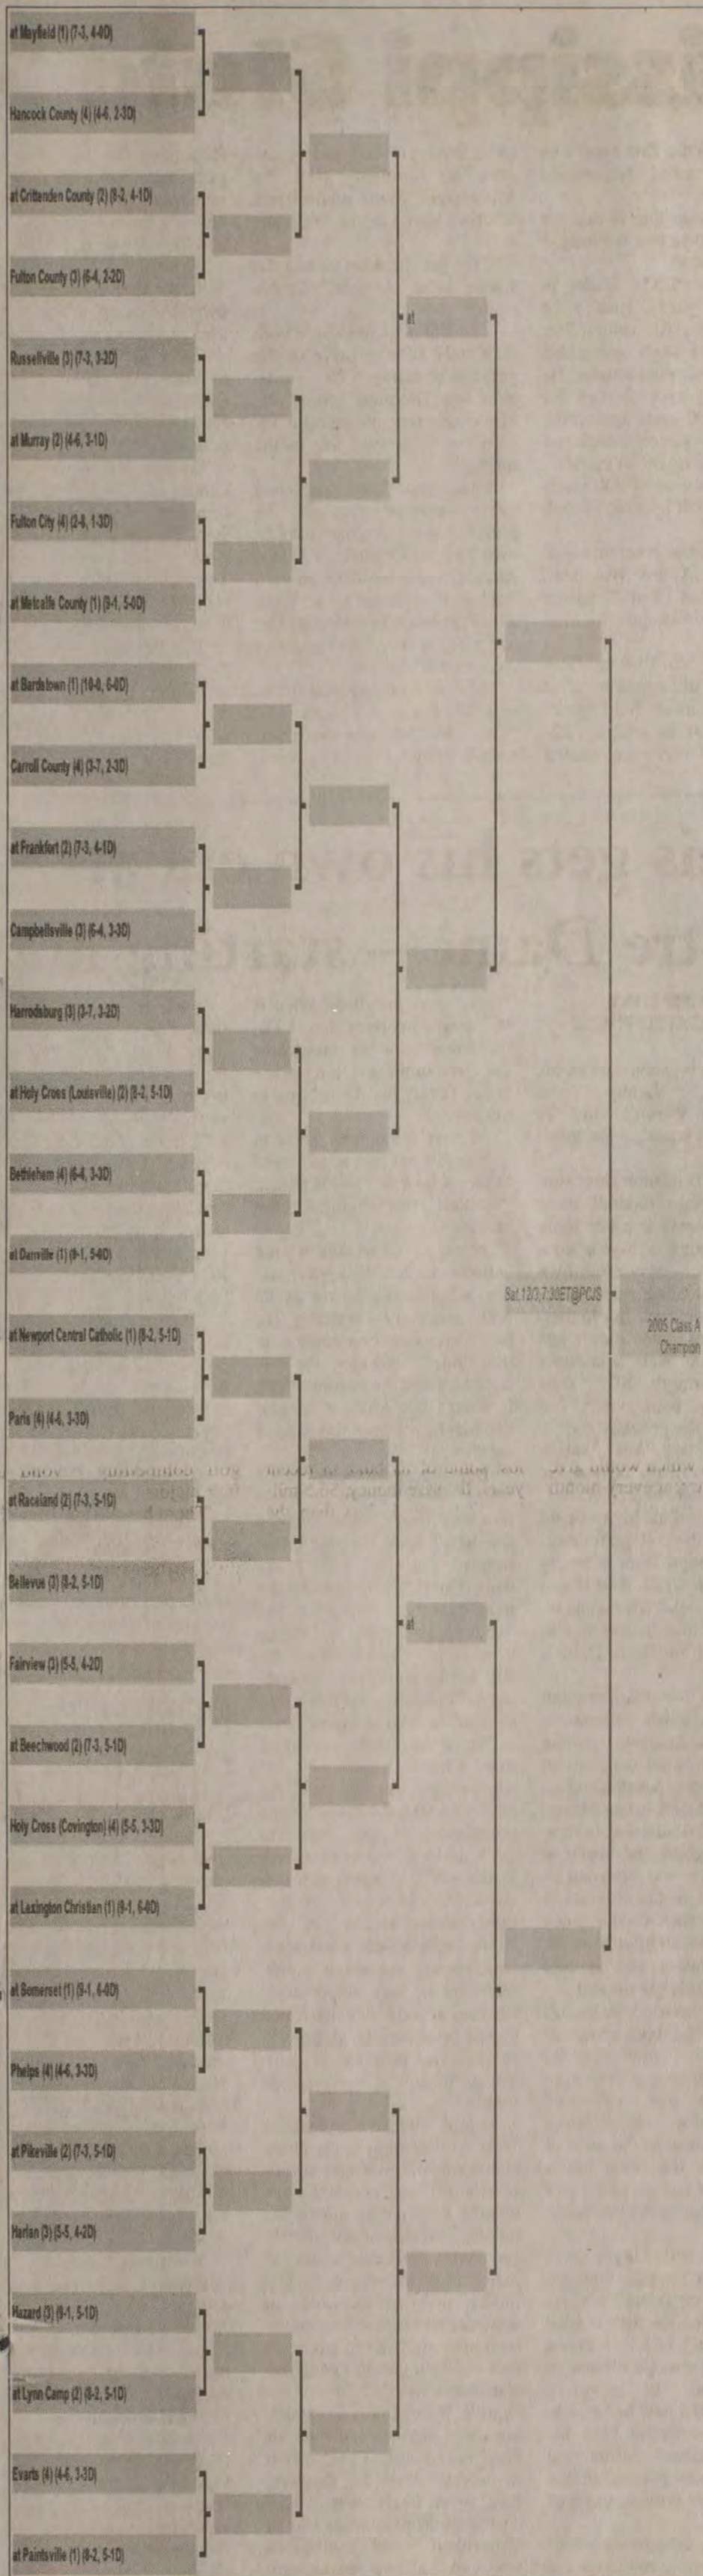 at Mayfield (1) (7-3, 4-0D)
Hancock County (4) (4-6, 2-3D)
at Crittenden County (2) (8-2, 4-1D)
Fulton County (3) (6-4, 2-2D)
at
Russellville (3) (7-3, 3-2D)
at Murray (2) (4-6, 3-1D)
Fulton City (4) (2-8, 1-3D)
at Metcalfe County (1) (9-1, 5-0D)
at Bardstown (1) (10-0, 6-0D)
Carroll County (4) (3-7, 2-3D)
at Frankfort (2) (7-3, 4-1D)
Campbellsville (3) (6-4, 3-3D)
Harrodsburg (3) (3-7, 3-2D)
at Holy Cross (Louisville) (2) (8-2, 5-1D)
Bethlehem (4) (6-4, 3-3D)
at Danville (1) (9-1, 5-0D)
Sat. 12/3, 7:30ET@PCJS
2005 Class A
Champion
at Newport Central Catholic (1) (8-2, 5-1D)
Paris (4) (4-6, 3-3D)
at Raceland (2) (7-3, 5-1D)
Bellevue (3) (8-2, 5-1D)
at
Fairview (3) (5-5, 4-2D)
at Beechwood (2) (7-3, 5-1D)
Holy Cross (Covington) (4) (5-5, 3-3D)
at Lexington Christian (1) (9-1, 6-0D)
at Somerset (1) (9-1, 6-0D)
Phelps (4) (4-6, 3-3D)
at Pikeville (2) (7-3, 5-1D)
Harlan (3) (5-5, 4-2D)
Hazard (3) (9-1, 5-1D)
at Lynn Camp (2) (8-2, 5-1D)
Evarts (4) (4-6, 3-3D)
at Paintsville (1) (8-2, 5-1D)